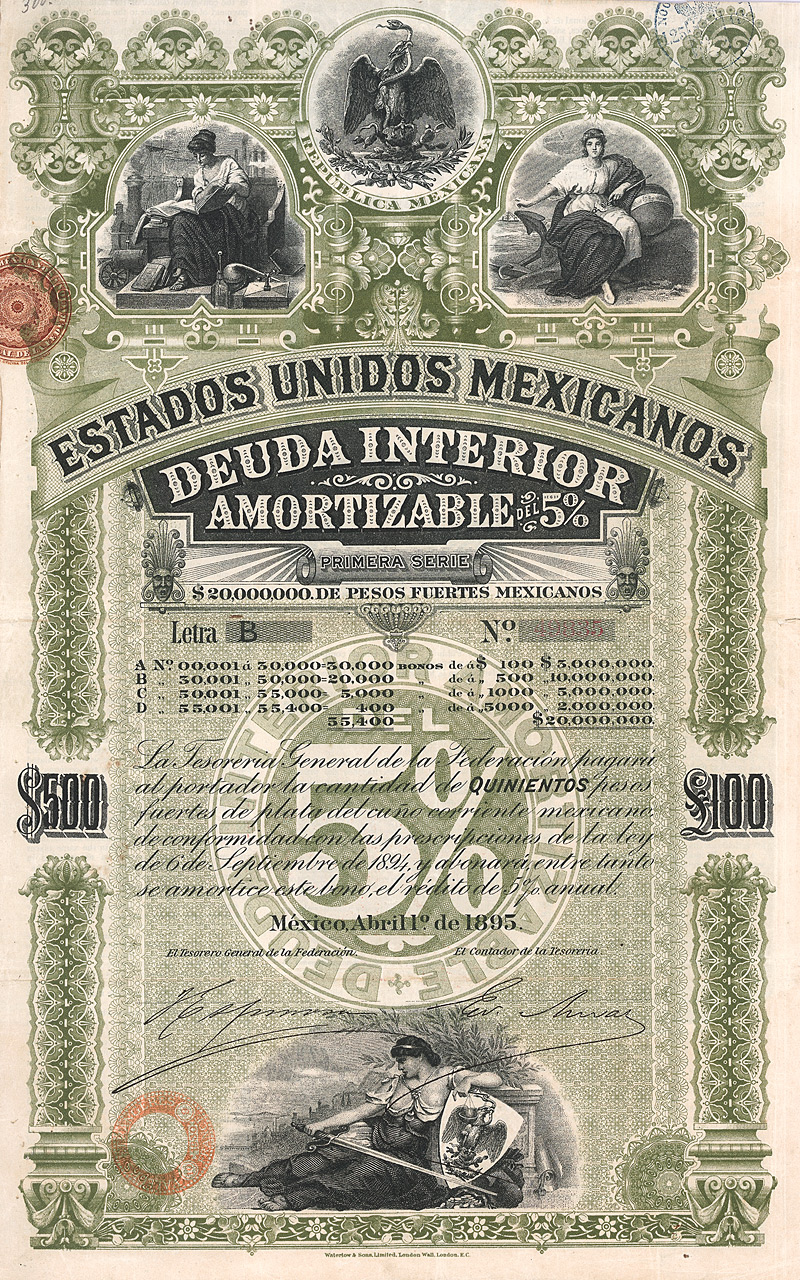 REPÚBLICA MEXICANA
ESTADOS UNIDOS MEXICANOS
DEUDA INTERIOR
AMORTIZABLE DEL 5%
PRIMERA SERIE
$20,000,000. DE PESOS FUERTES MEXICANOS
Letra B Nº
A Nº 00,001 á 30,000=30,000 BONOS de á $ 100 $ 3,000,000.
B „ 30,001 „ 50,000=20,000 „ de á „ 500 „10,000,000.
C „ 50,001 „ 55,000= 5,000 „ de á „1000 „ 5,000,000.
D „ 55,001 „ 55,400= 400 „ de á „5000 „ 2,000,000.
55,400 $20,000,000.
La Tesorería General de la Federación pagará
al portador la cantidad de QUINIENTOS pesos
fuertes de plata del cuño corriente mexicano,
de conformidad con las prescripciones de la ley
de 6 de Septiembre de 1894, y abonará, entre tanto
se amortice este bono, el rédito de 5% anual.
$500
£100
DEL
5%
México, Abril 1º de 1895.
El Tesorero General de la Federación,
El Contador de la Tesorería
Waterlow & Sons, Limited, London Wall, London, E.C.